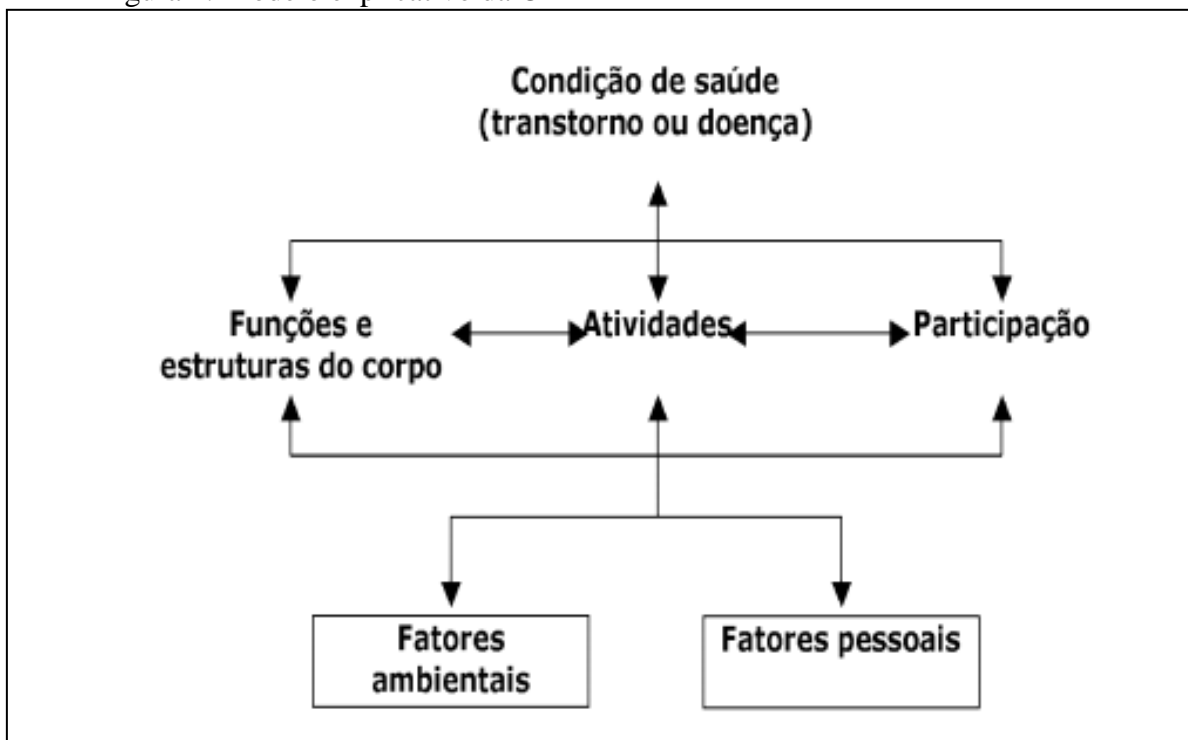 Condição de saúde
(transtorno ou doença)
Funções e
estruturas do corpo
Atividades
Participação
Fatores
ambientais
Fatores pessoais